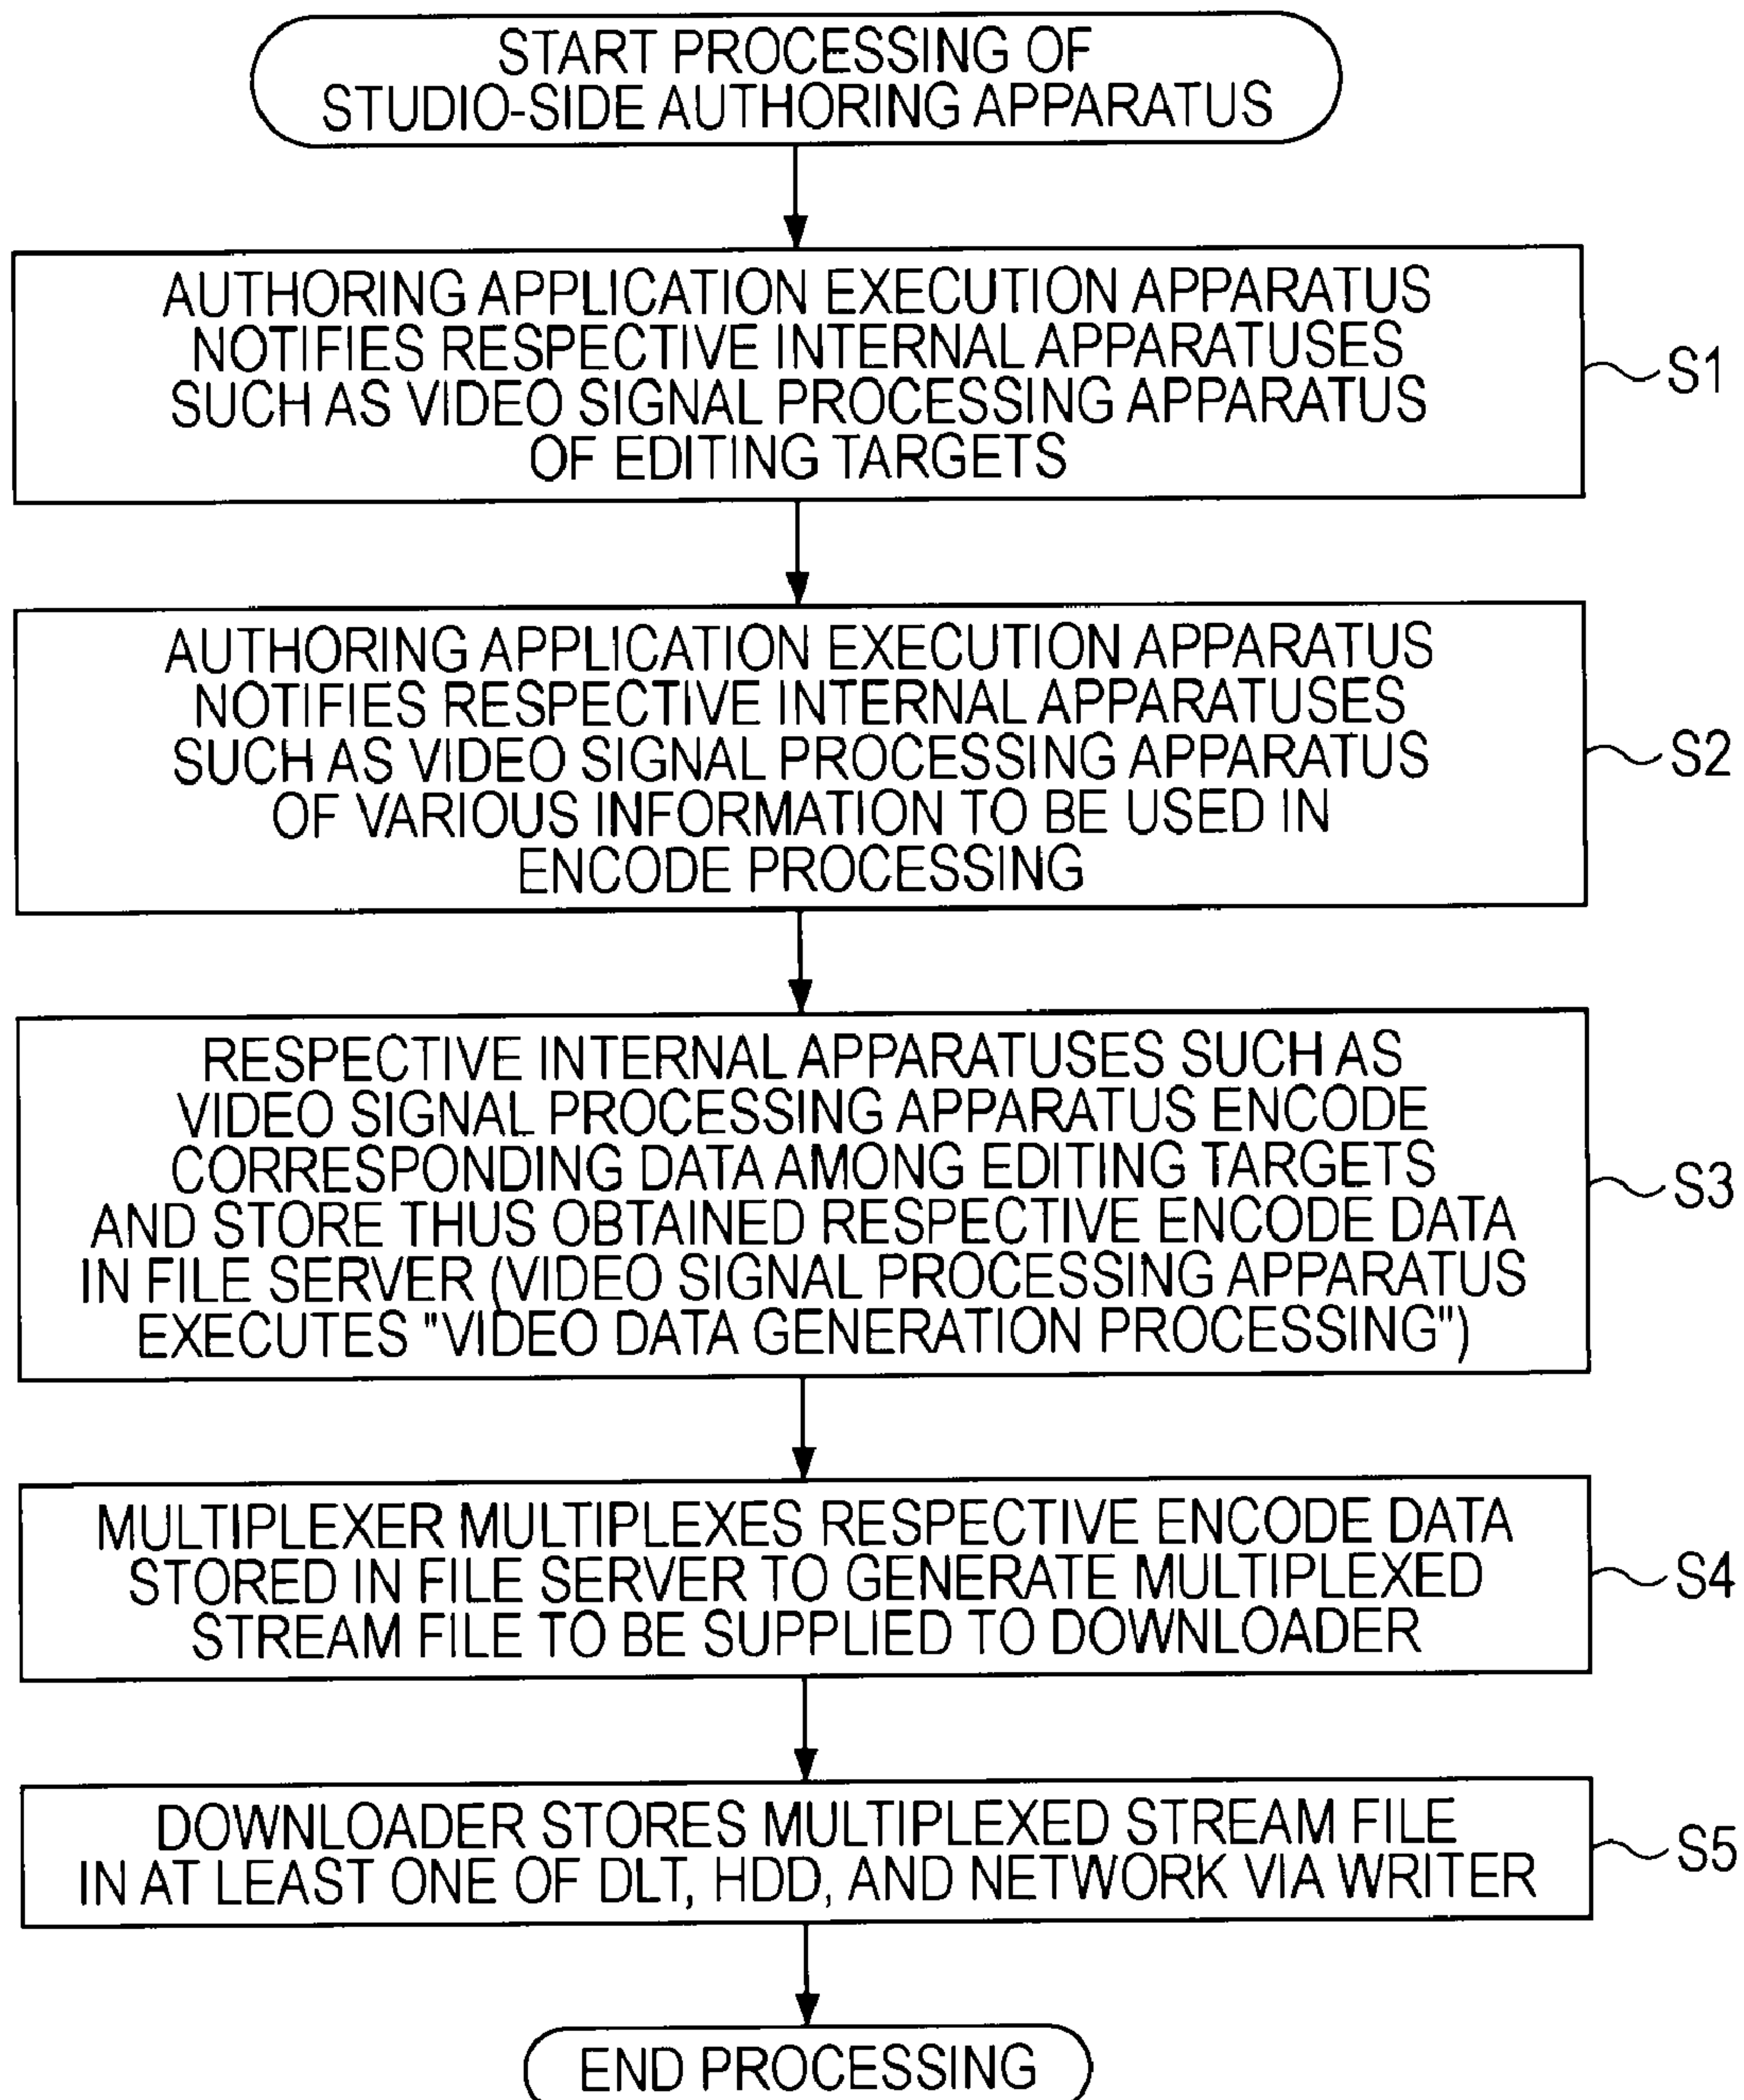 START PROCESSING OF
STUDIO-SIDE AUTHORING APPARATUS
AUTHORING APPLICATION EXECUTION APPARATUS
NOTIFIES RESPECTIVE INTERNAL APPARATUSES
SUCH AS VIDEO SIGNAL PROCESSING APPARATUS
OF EDITING TARGETS
S1
AUTHORING APPLICATION EXECUTION APPARATUS
NOTIFIES RESPECTIVE INTERNAL APPARATUSES
SUCH AS VIDEO SIGNAL PROCESSING APPARATUS
OF VARIOUS INFORMATION TO BE USED IN
ENCODE PROCESSING
S2
RESPECTIVE INTERNAL APPARATUSES SUCH AS
VIDEO SIGNAL PROCESSING APPARATUS ENCODE
CORRESPONDING DATA AMONG EDITING TARGETS
AND STORE THUS OBTAINED RESPECTIVE ENCODE DATA
IN FILE SERVER (VIDEO SIGNAL PROCESSING APPARATUS
EXECUTES "VIDEO DATA GENERATION PROCESSING")
S3
MULTIPLEXER MULTIPLEXES RESPECTIVE ENCODE DATA
STORED IN FILE SERVER TO GENERATE MULTIPLEXED
STREAM FILE TO BE SUPPLIED TO DOWNLOADER
S4
DOWNLOADER STORES MULTIPLEXED STREAM FILE
IN AT LEAST ONE OF DLT, HDD, AND NETWORK VIA WRITER
S5
END PROCESSING